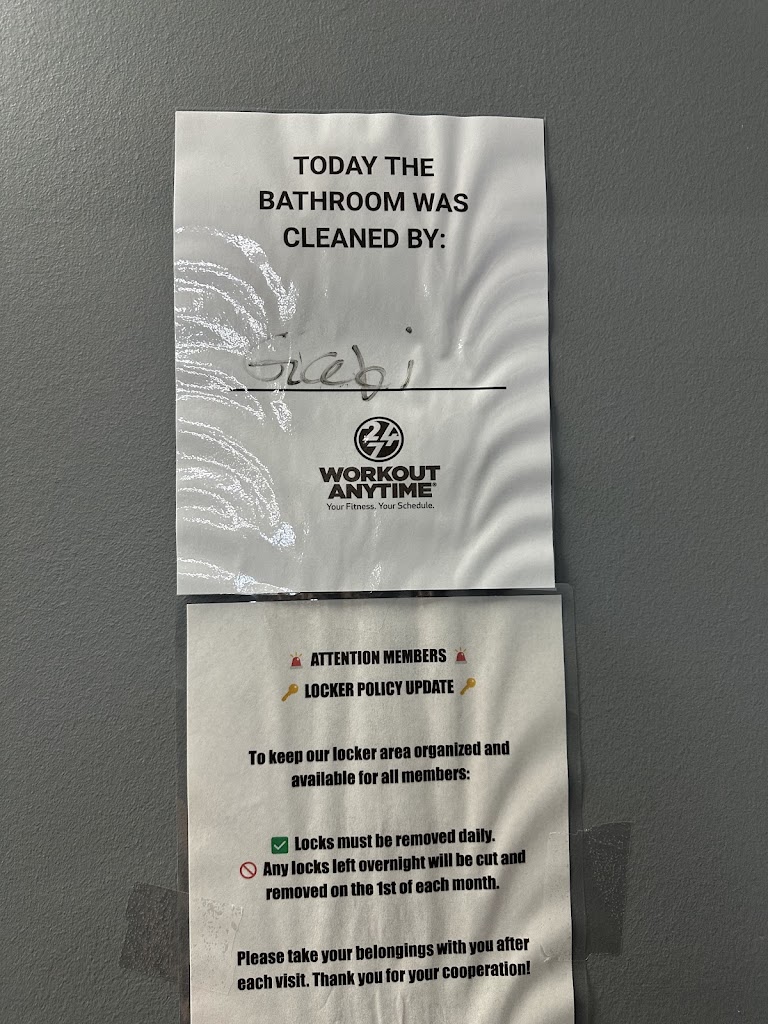 TODAY THE
BATHROOM WAS
CLEANED BY:
24
7
WORKOUT
ANYTIME®
Your Fitness. Your Schedule.
🚨 ATTENTION MEMBERS 🚨
🔑 LOCKER POLICY UPDATE 🔑
To keep our locker area organized and
available for all members:
✅ Locks must be removed daily.
🚫 Any locks left overnight will be cut and
removed on the 1st of each month.
Please take your belongings with you after
each visit. Thank you for your cooperation!